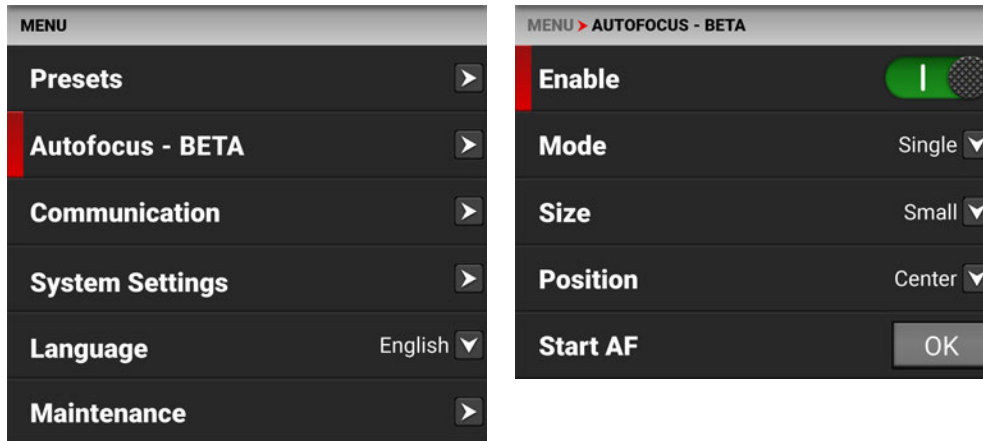 MENU
Presets
Autofocus - BETA
Communication
System Settings
Language English
Maintenance
MENU > AUTOFOCUS - BETA
Enable
Mode Single
Size Small
Position Center
Start AF OK